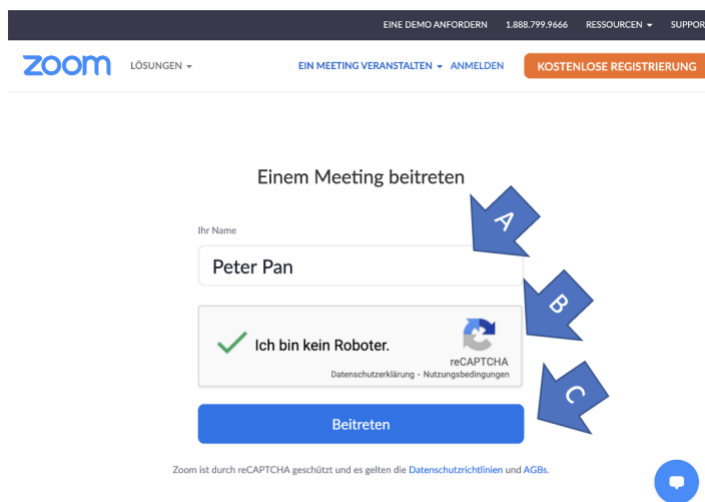 EINE DEMO ANFORDERN 1.888.799.9666 RESSOURCEN SUPPOR
zoom LÖSUNGEN EIN MEETING VERANSTALTEN ANMELDEN KOSTENLOSE REGISTRIERUNG
Einem Meeting beitreten
A
Ihr Name
Peter Pan
B
Ich bin kein Roboter.
reCAPTCHA
Datenschutzerklärung - Nutzungsbedingungen
C
Beitreten
Zoom ist durch reCAPTCHA geschützt und es gelten die Datenschutzrichtlinien und AGBs.